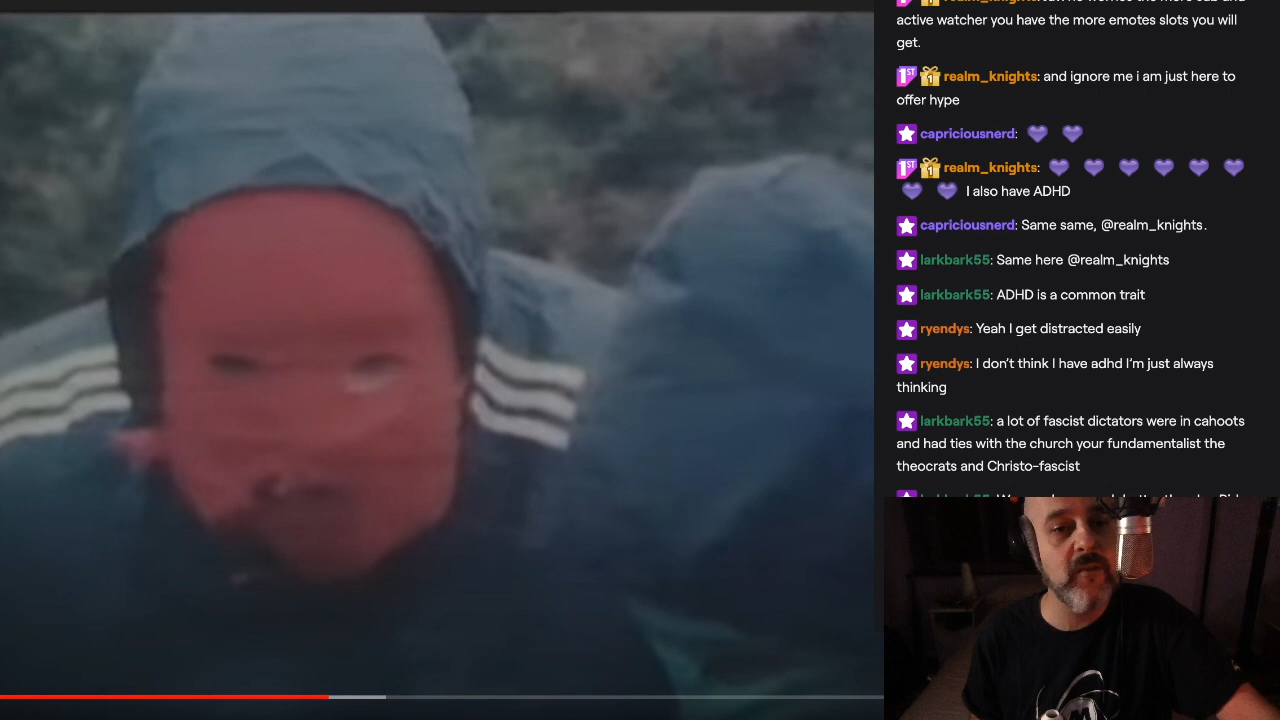 active watcher you have the more emotes slots you will
get.
realm_knights: and ignore me i am just here to
offer hype
capriciousnerd:
realm_knights:
I also have ADHD
capriciousnerd: Same same, @realm_knights.
larkbark55: Same here @realm_knights
larkbark55: ADHD is a common trait
ryendys: Yeah I get distracted easily
ryendys: I don't think I have adhd I'm just always
thinking
larkbark55: a lot of fascist dictators were in cahoots
and had ties with the church your fundamentalist the
theocrats and Christo-fascist